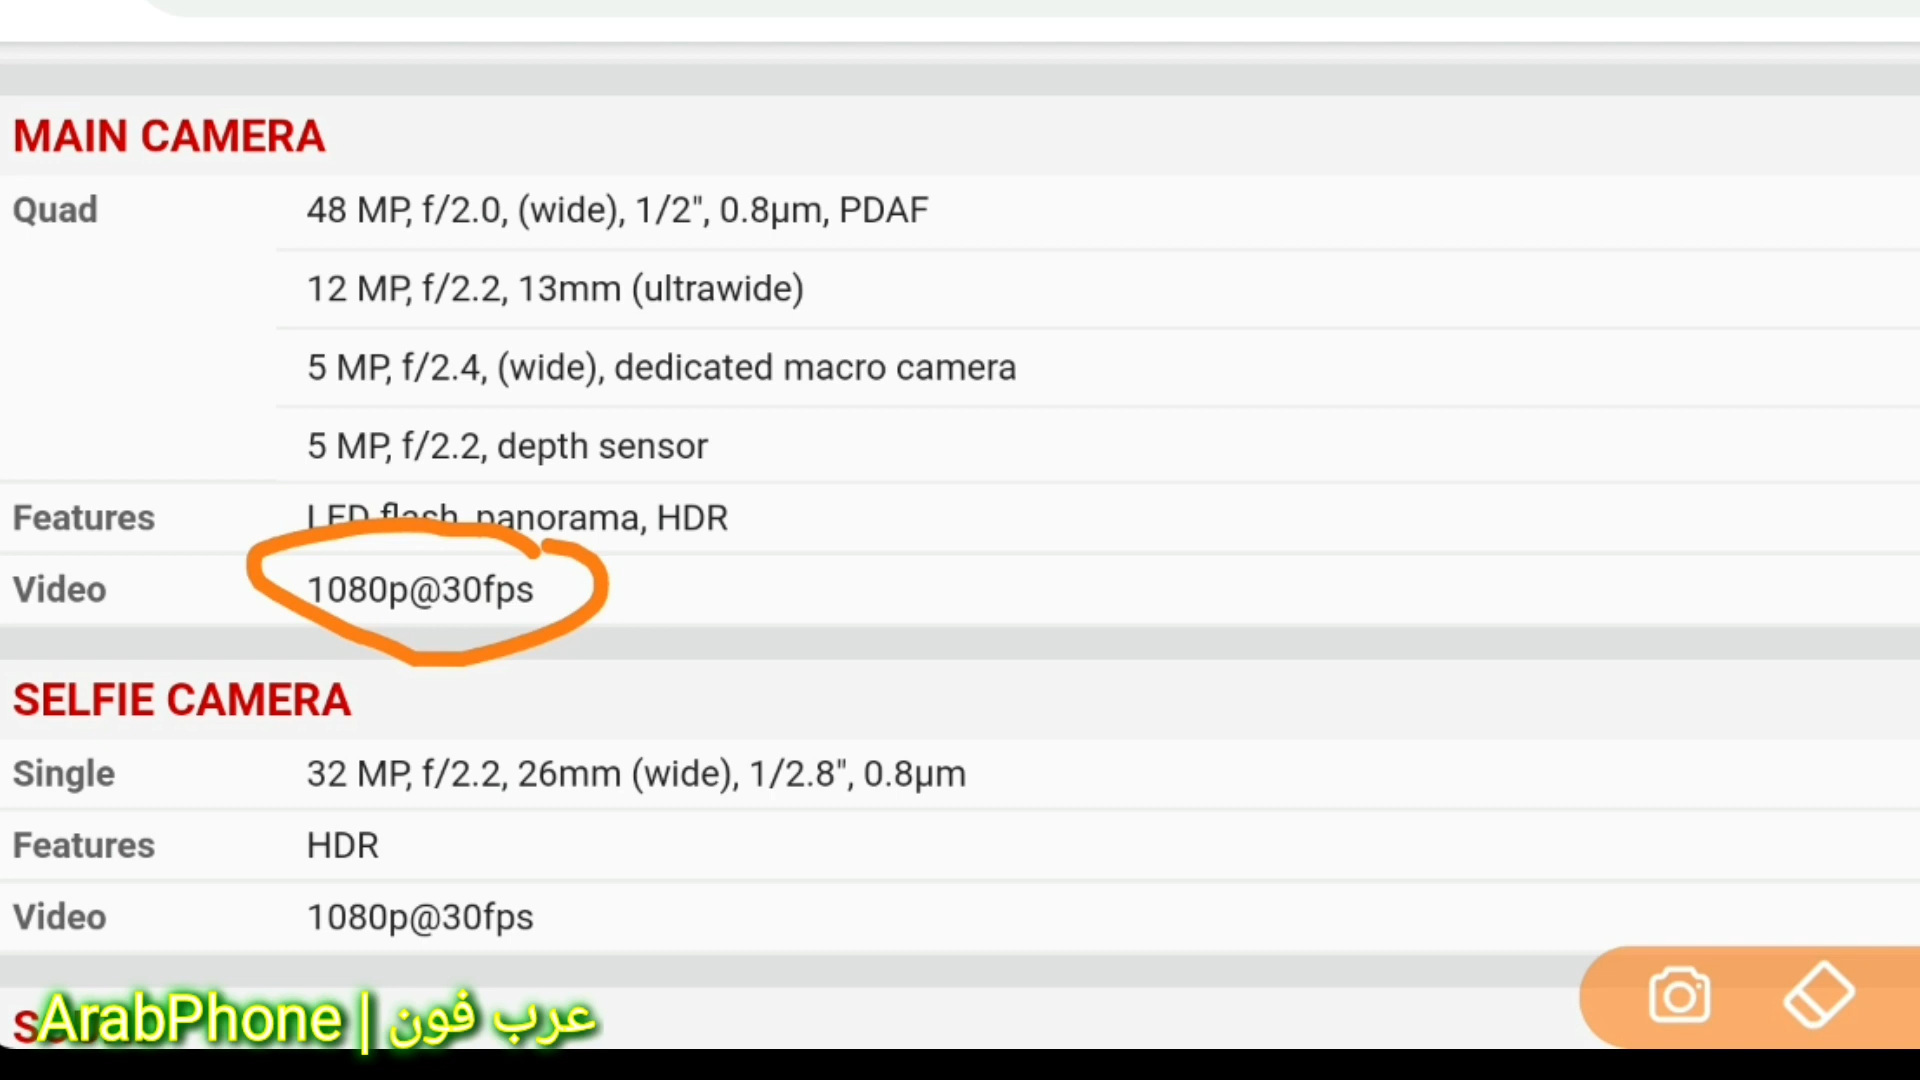 MAIN CAMERA
Quad 48 MP, f/2.0, (wide), 1/2", 0.8µm, PDAF
12 MP, f/2.2, 13mm (ultrawide)
5 MP, f/2.4, (wide), dedicated macro camera
5 MP, f/2.2, depth sensor
Features LED flash, panorama, HDR
Video 1080p@30fps
SELFIE CAMERA
Single 32 MP, f/2.2, 26mm (wide), 1/2.8", 0.8µm
Features HDR
Video 1080p@30fps
ArabPhone | عرب فون